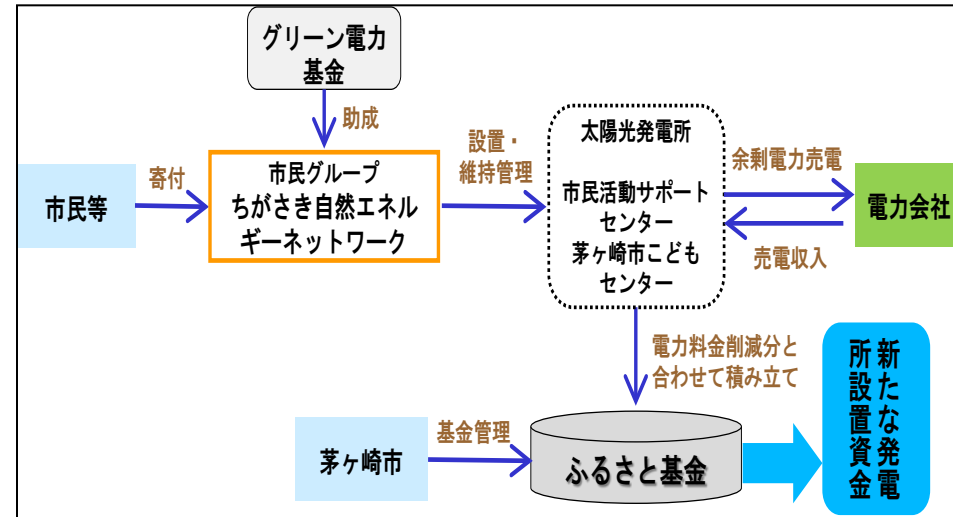 グリーン電力
基金
助成
市民等
寄付
市民グループ
ちがさき自然エネル
ギーネットワーク
設置・
維持管理
太陽光発電所
市民活動サポート
センター
茅ヶ崎市こども
センター
余剰電力売電
売電収入
電力会社
電力料金削減分と
合わせて積み立て
茅ヶ崎市
基金管理
ふるさと基金
新たな発電
所設置資金